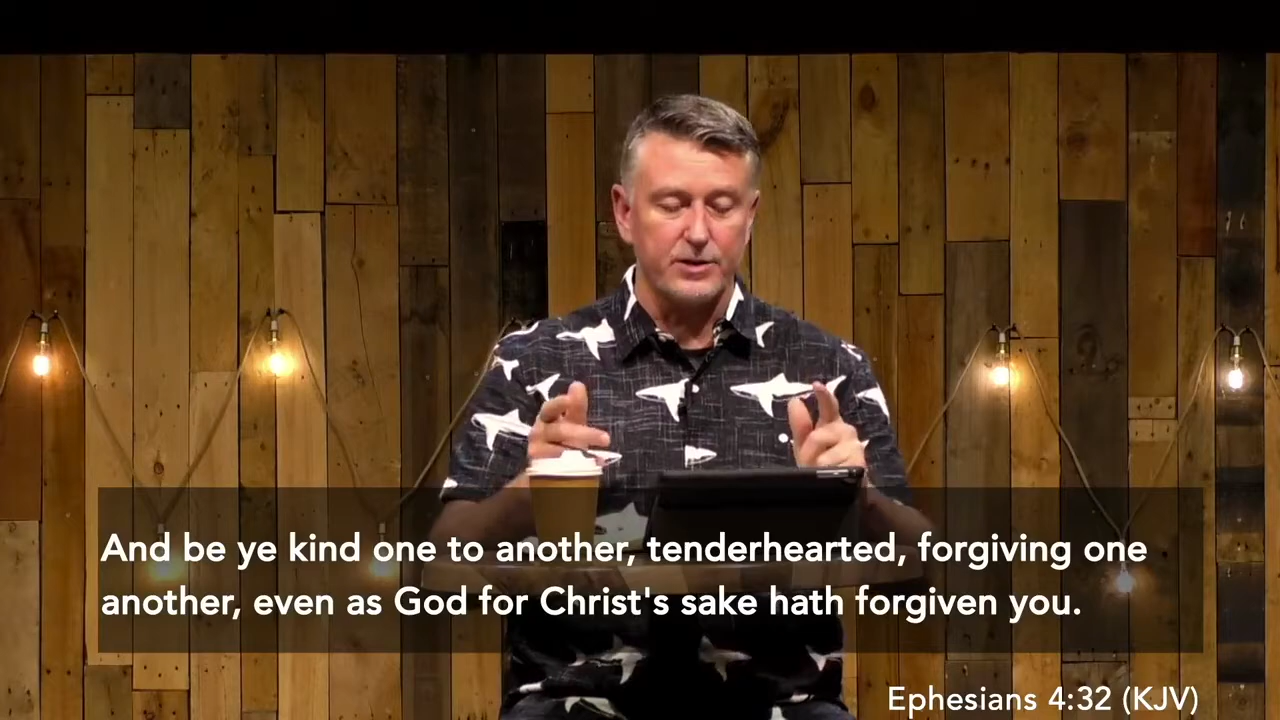 And be ye kind one to another, tenderhearted, forgiving one
another, even as God for Christ's sake hath forgiven you.
Ephesians 4:32 (KJV)